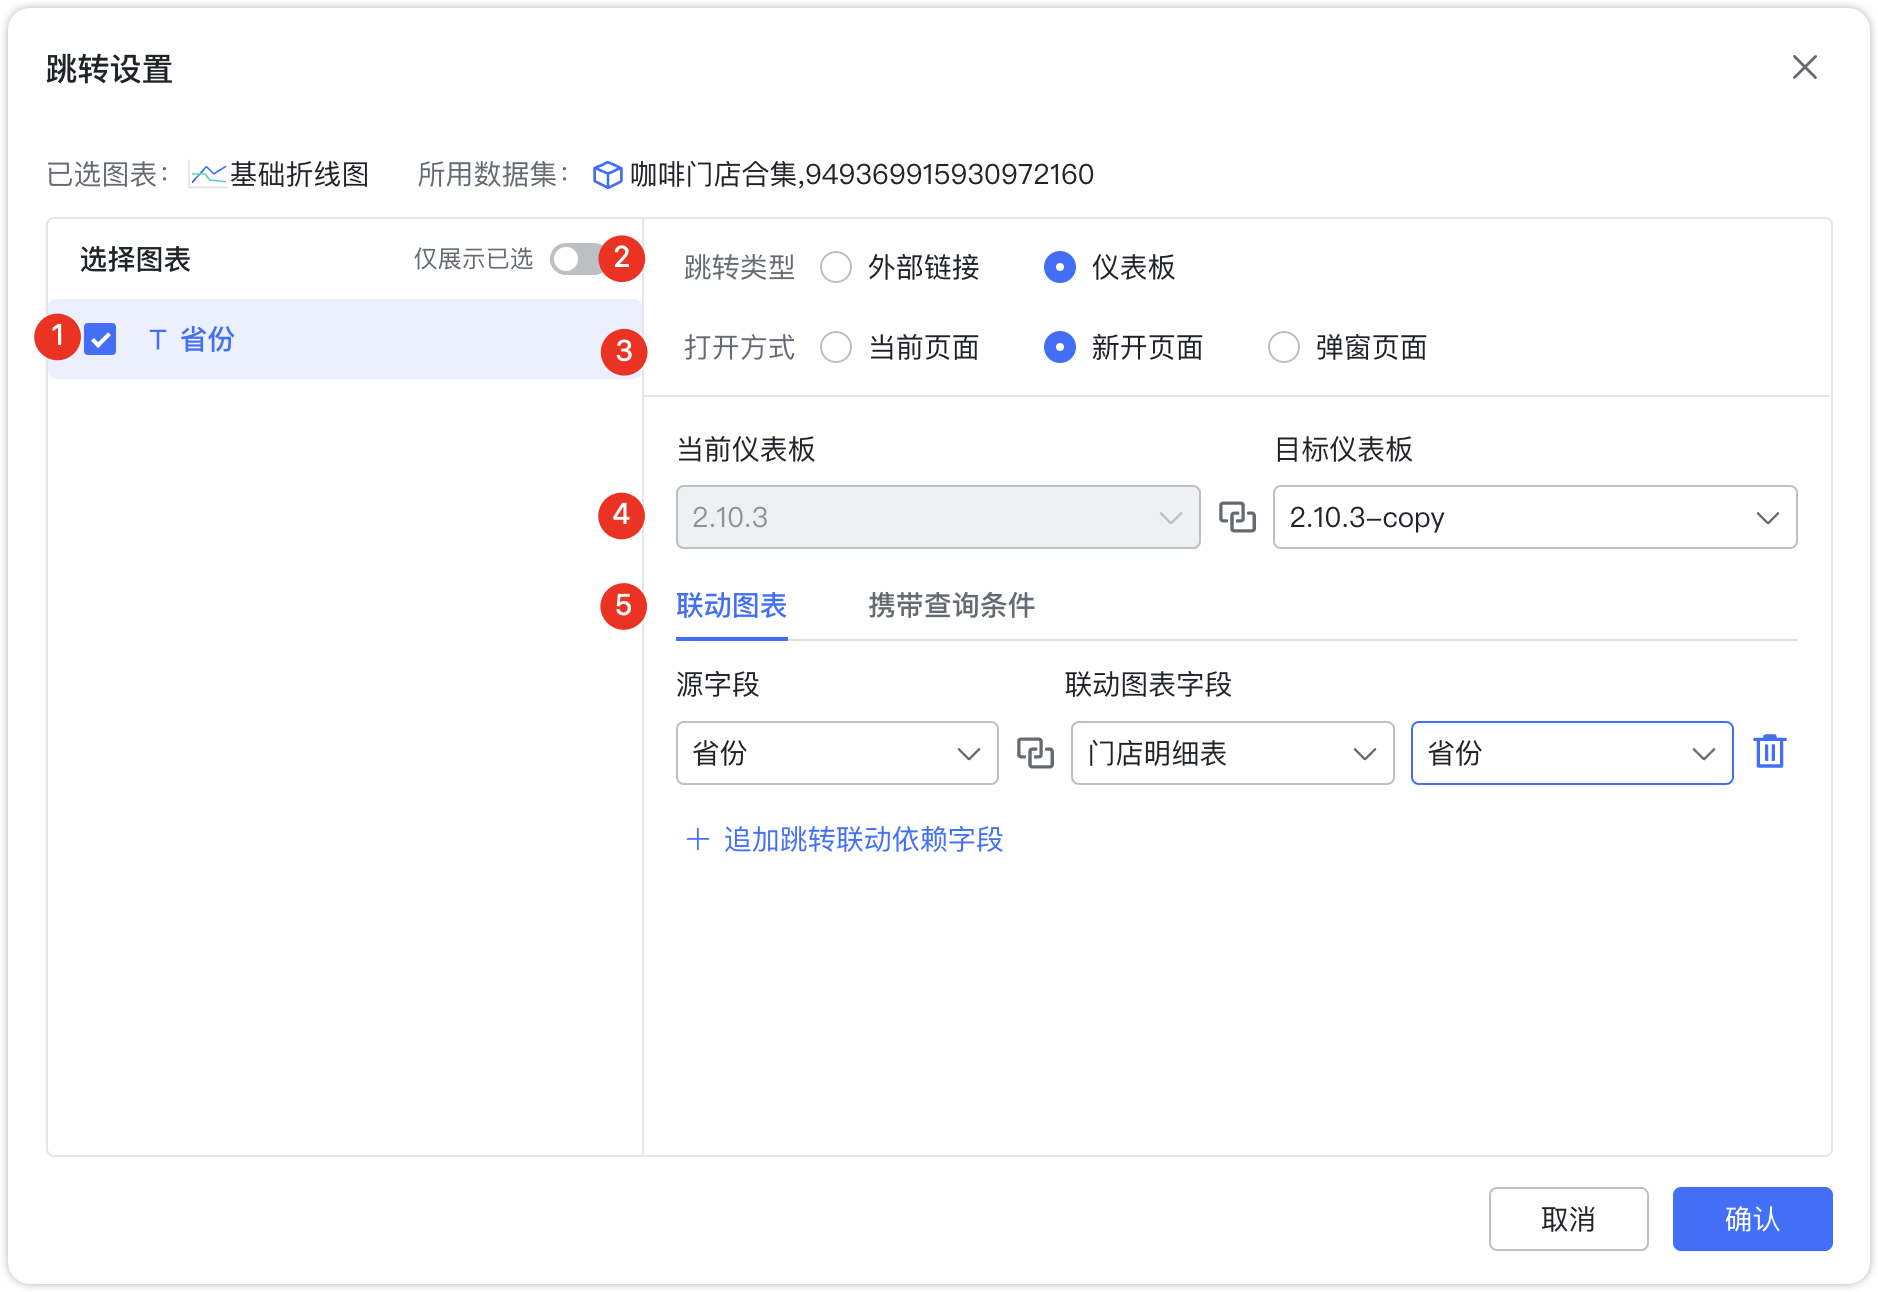 跳转设置
已选图表： 基础折线图 所用数据集： 咖啡门店合集,949369915930972160
选择图表 仅展示已选 2 跳转类型 外部链接 仪表板
1 T 省份 3 打开方式 当前页面 新开页面 弹窗页面
当前仪表板 目标仪表板
4 2.10.3 2.10.3-copy
5 联动图表 携带查询条件
源字段 联动图表字段
省份 门店明细表 省份
+ 追加跳转联动依赖字段
取消 确认